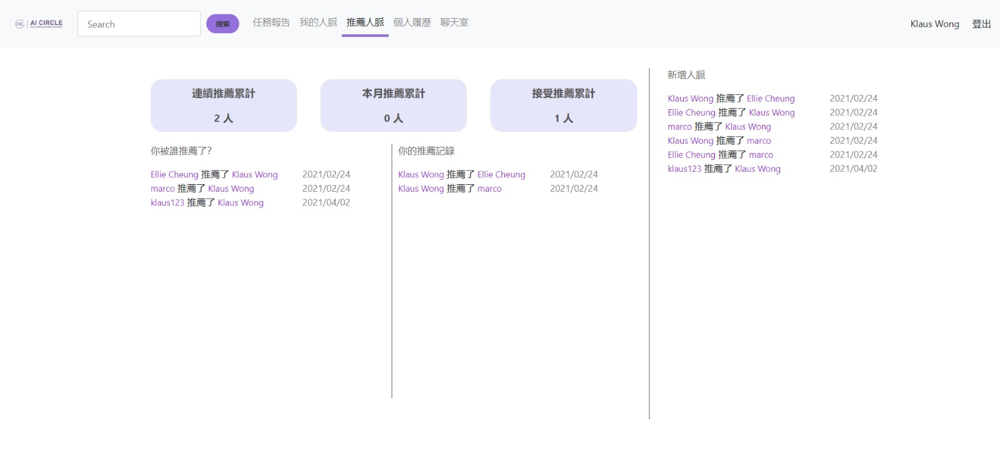 AI CIRCLE
Search
搜索
任務報告
我的人脈
推薦人脈
個人履歷
聊天室
Klaus Wong
登出
連續推薦累計
2 人
本月推薦累計
0 人
接受推薦累計
1 人
你被誰推薦了?
Ellie Cheung 推薦了 Klaus Wong 2021/02/24
marco 推薦了 Klaus Wong 2021/02/24
klaus123 推薦了 Klaus Wong 2021/04/02
你的推薦記錄
Klaus Wong 推薦了 Ellie Cheung 2021/02/24
Klaus Wong 推薦了 marco 2021/02/24
新增人脈
Klaus Wong 推薦了 Ellie Cheung 2021/02/24
Ellie Cheung 推薦了 Klaus Wong 2021/02/24
marco 推薦了 Klaus Wong 2021/02/24
Klaus Wong 推薦了 marco 2021/02/24
Ellie Cheung 推薦了 marco 2021/02/24
klaus123 推薦了 Klaus Wong 2021/04/02